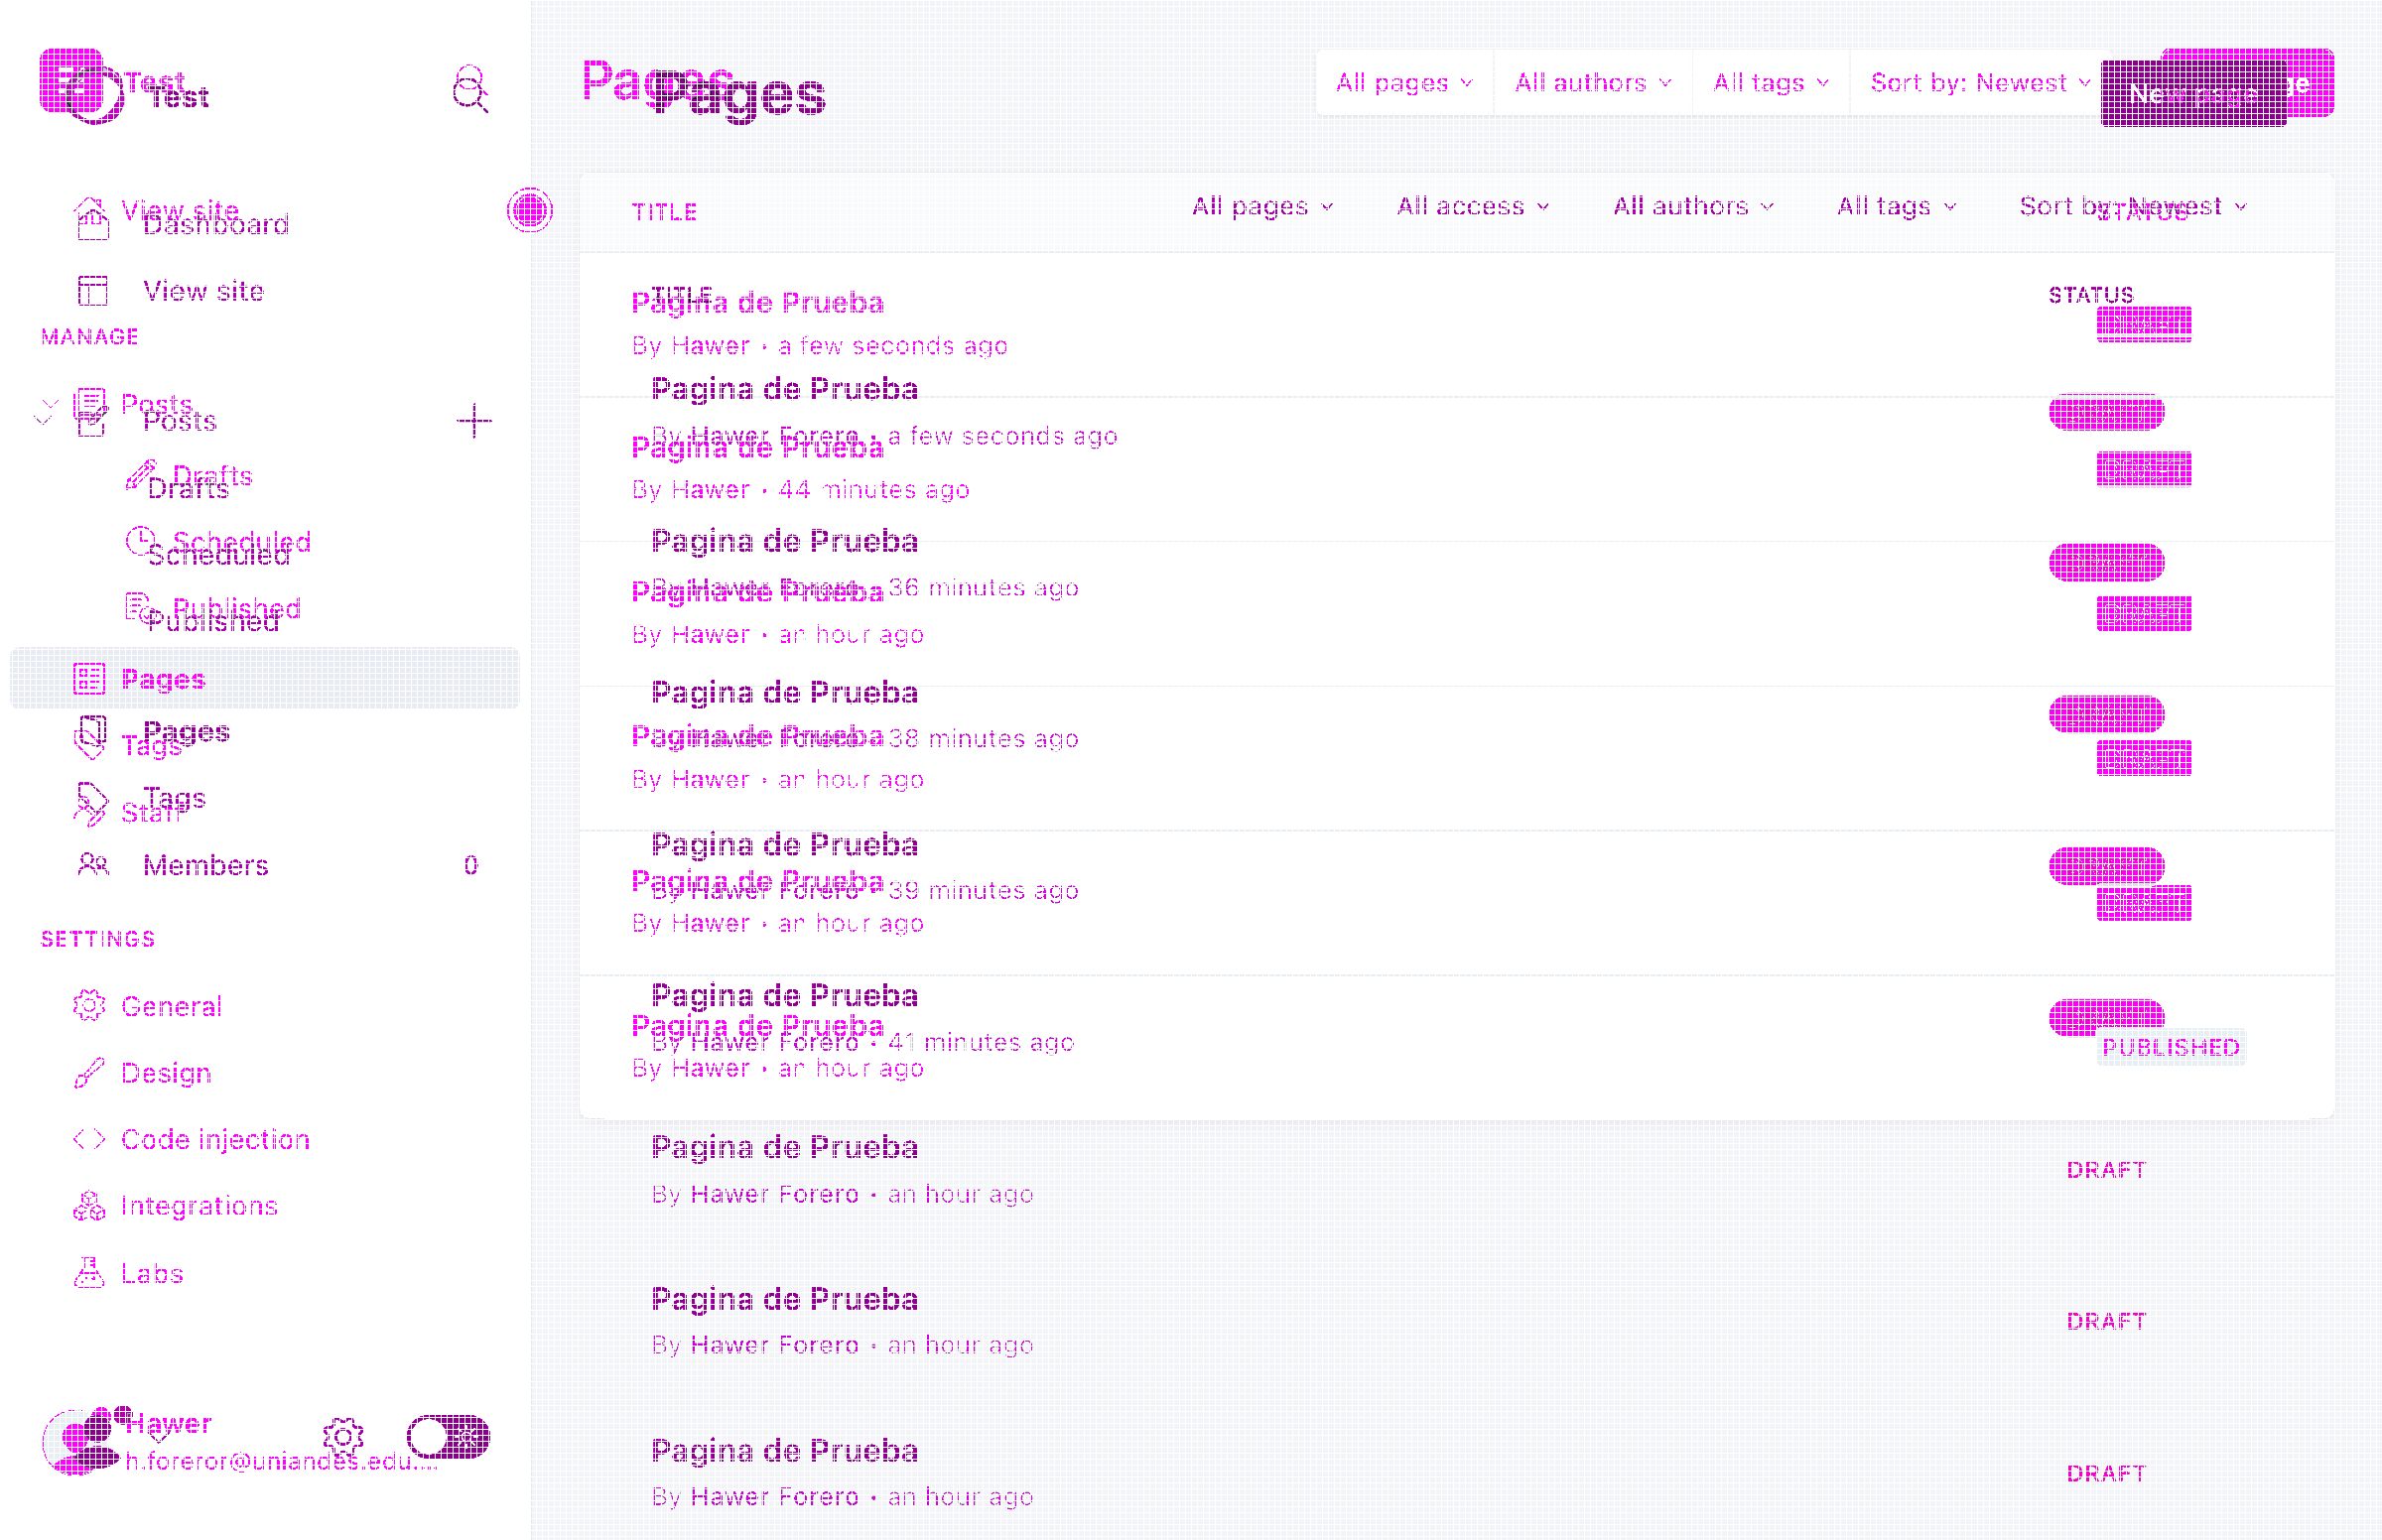 Test
Test
View site
Dashboard
View site
MANAGE
Posts
Posts
Drafts
Drafts
Scheduled
Scheduled
Published
Published
Pages
Pages
Tags
Tags
Staff
Members 0
SETTINGS
General
Design
Code injection
Integrations
Labs
Hawer
h.foreror@uniandes.edu....
Pages
Pages
All pages All authors All tags Sort by: Newest
New page
TITLE
All pages All access All authors All tags Sort by: Newest
STATUS
TITLE
STATUS
Pagina de Prueba
By Hawer • a few seconds ago
Pagina de Prueba
By Hawer Forero • a few seconds ago
Pagina de Prueba
By Hawer • 44 minutes ago
Pagina de Prueba
By Hawer Forero • 36 minutes ago
Pagina de Prueba
By Hawer • an hour ago
Pagina de Prueba
By Hawer Forero • 38 minutes ago
Pagina de Prueba
By Hawer • an hour ago
Pagina de Prueba
By Hawer Forero • 39 minutes ago
Pagina de Prueba
By Hawer • an hour ago
Pagina de Prueba
By Hawer Forero • 41 minutes ago
Pagina de Prueba
By Hawer • an hour ago
PUBLISHED
Pagina de Prueba
By Hawer Forero • an hour ago
DRAFT
Pagina de Prueba
By Hawer Forero • an hour ago
DRAFT
Pagina de Prueba
By Hawer Forero • an hour ago
DRAFT